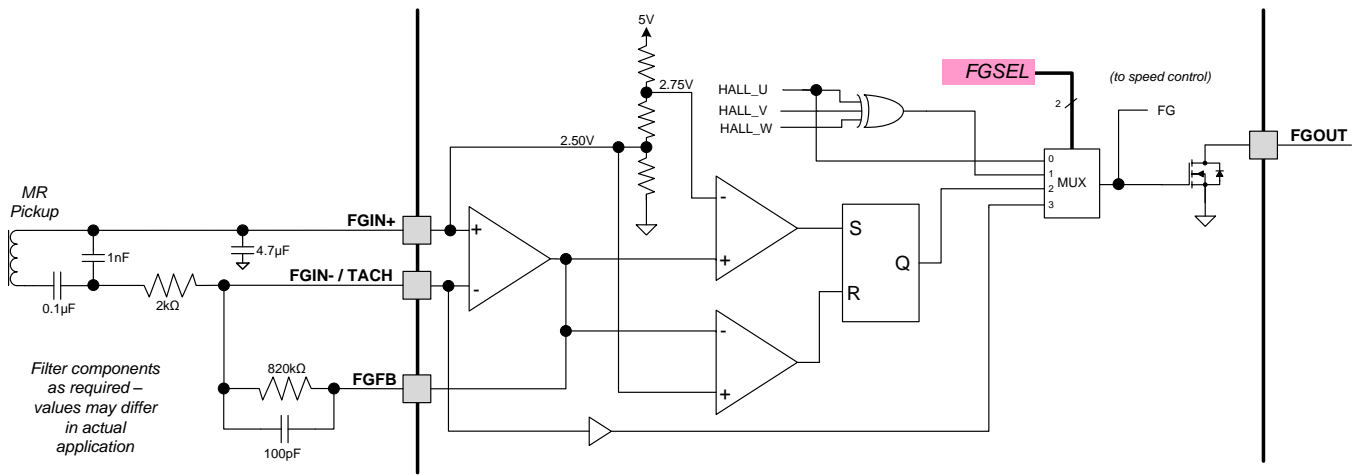 5V
2.75V
2.50V
HALL_U
HALL_V
HALL_W
FGSEL
2
(to speed control)
FG
FGOUT
0
1
2
3
MUX
MR
Pickup
1nF
4.7µF
0.1µF
2kΩ
FGIN+
FGIN- / TACH
FGFB
+
-
-
+
-
+
S
R
Q
820kΩ
100pF
Filter components
as required –
values may differ
in actual
application